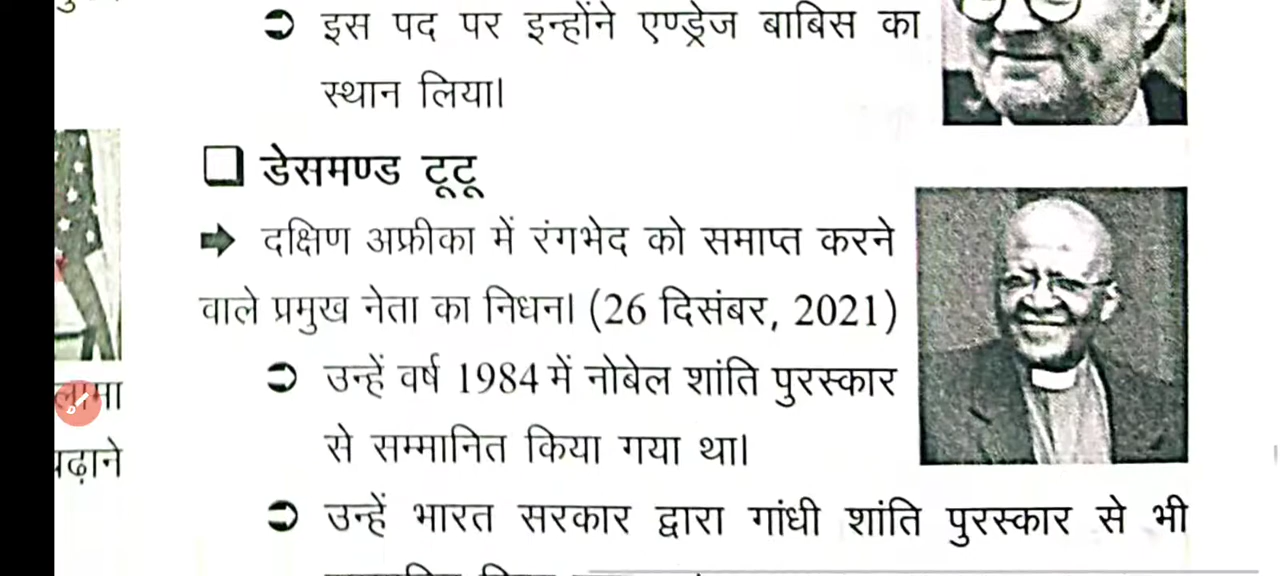 इस पद पर इन्होंने एण्ड्रेज बाबिस का
स्थान लिया।
डेसमण्ड टूटू
दक्षिण अफ्रीका में रंगभेद को समाप्त करने
वाले प्रमुख नेता का निधन। (26 दिसंबर, 2021)
उन्हें वर्ष 1984 में नोबेल शांति पुरस्कार
से सम्मानित किया गया था।
उन्हें भारत सरकार द्वारा गांधी शांति पुरस्कार से भी